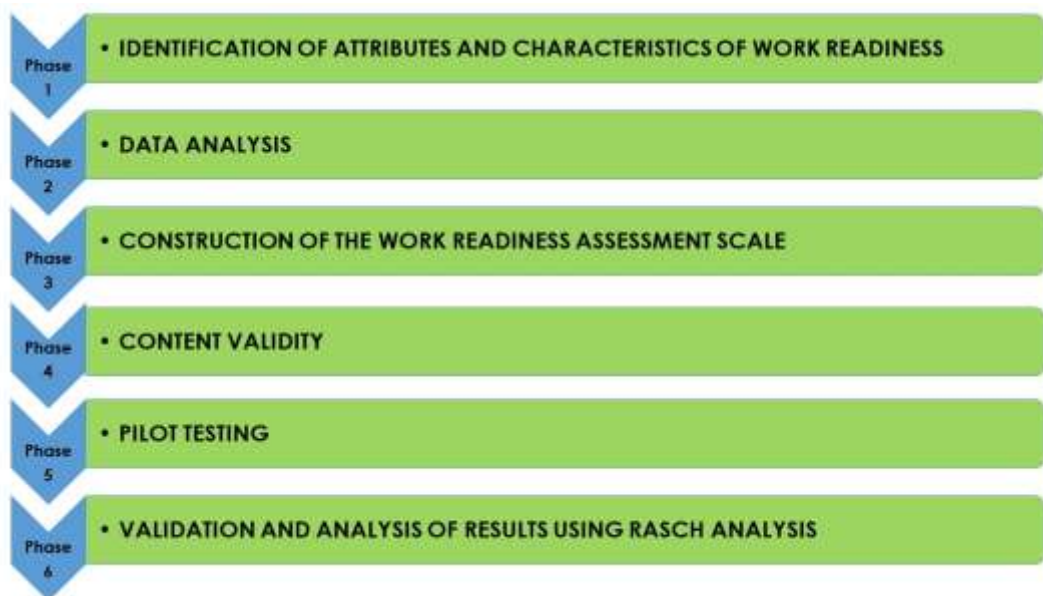 Phase
1
• IDENTIFICATION OF ATTRIBUTES AND CHARACTERISTICS OF WORK READINESS
Phase
2
• DATA ANALYSIS
Phase
3
• CONSTRUCTION OF THE WORK READINESS ASSESSMENT SCALE
Phase
4
• CONTENT VALIDITY
Phase
5
• PILOT TESTING
Phase
6
• VALIDATION AND ANALYSIS OF RESULTS USING RASCH ANALYSIS